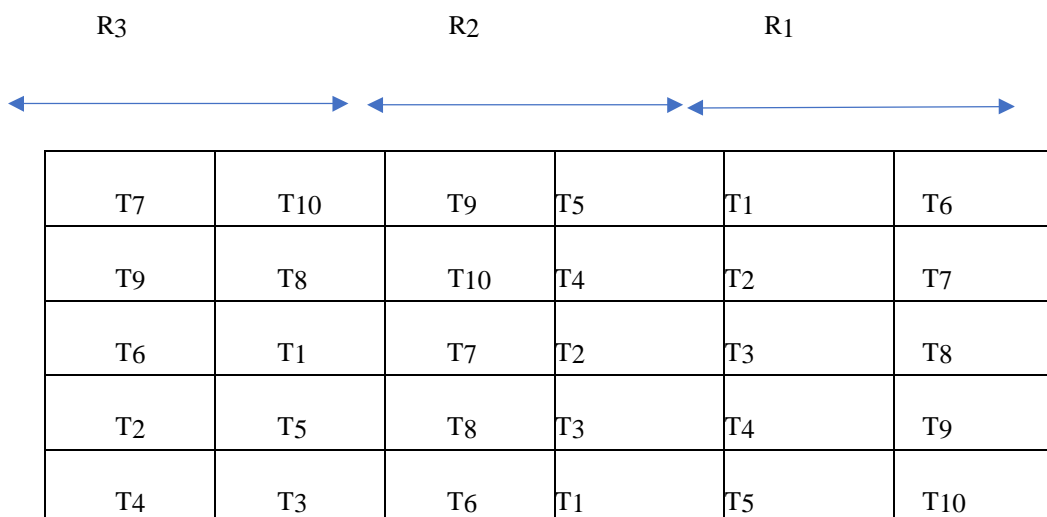 R3 R2 R1
T7 T10 T9 T5 T1 T6
T9 T8 T10 T4 T2 T7
T6 T1 T7 T2 T3 T8
T2 T5 T8 T3 T4 T9
T4 T3 T6 T1 T5 T10